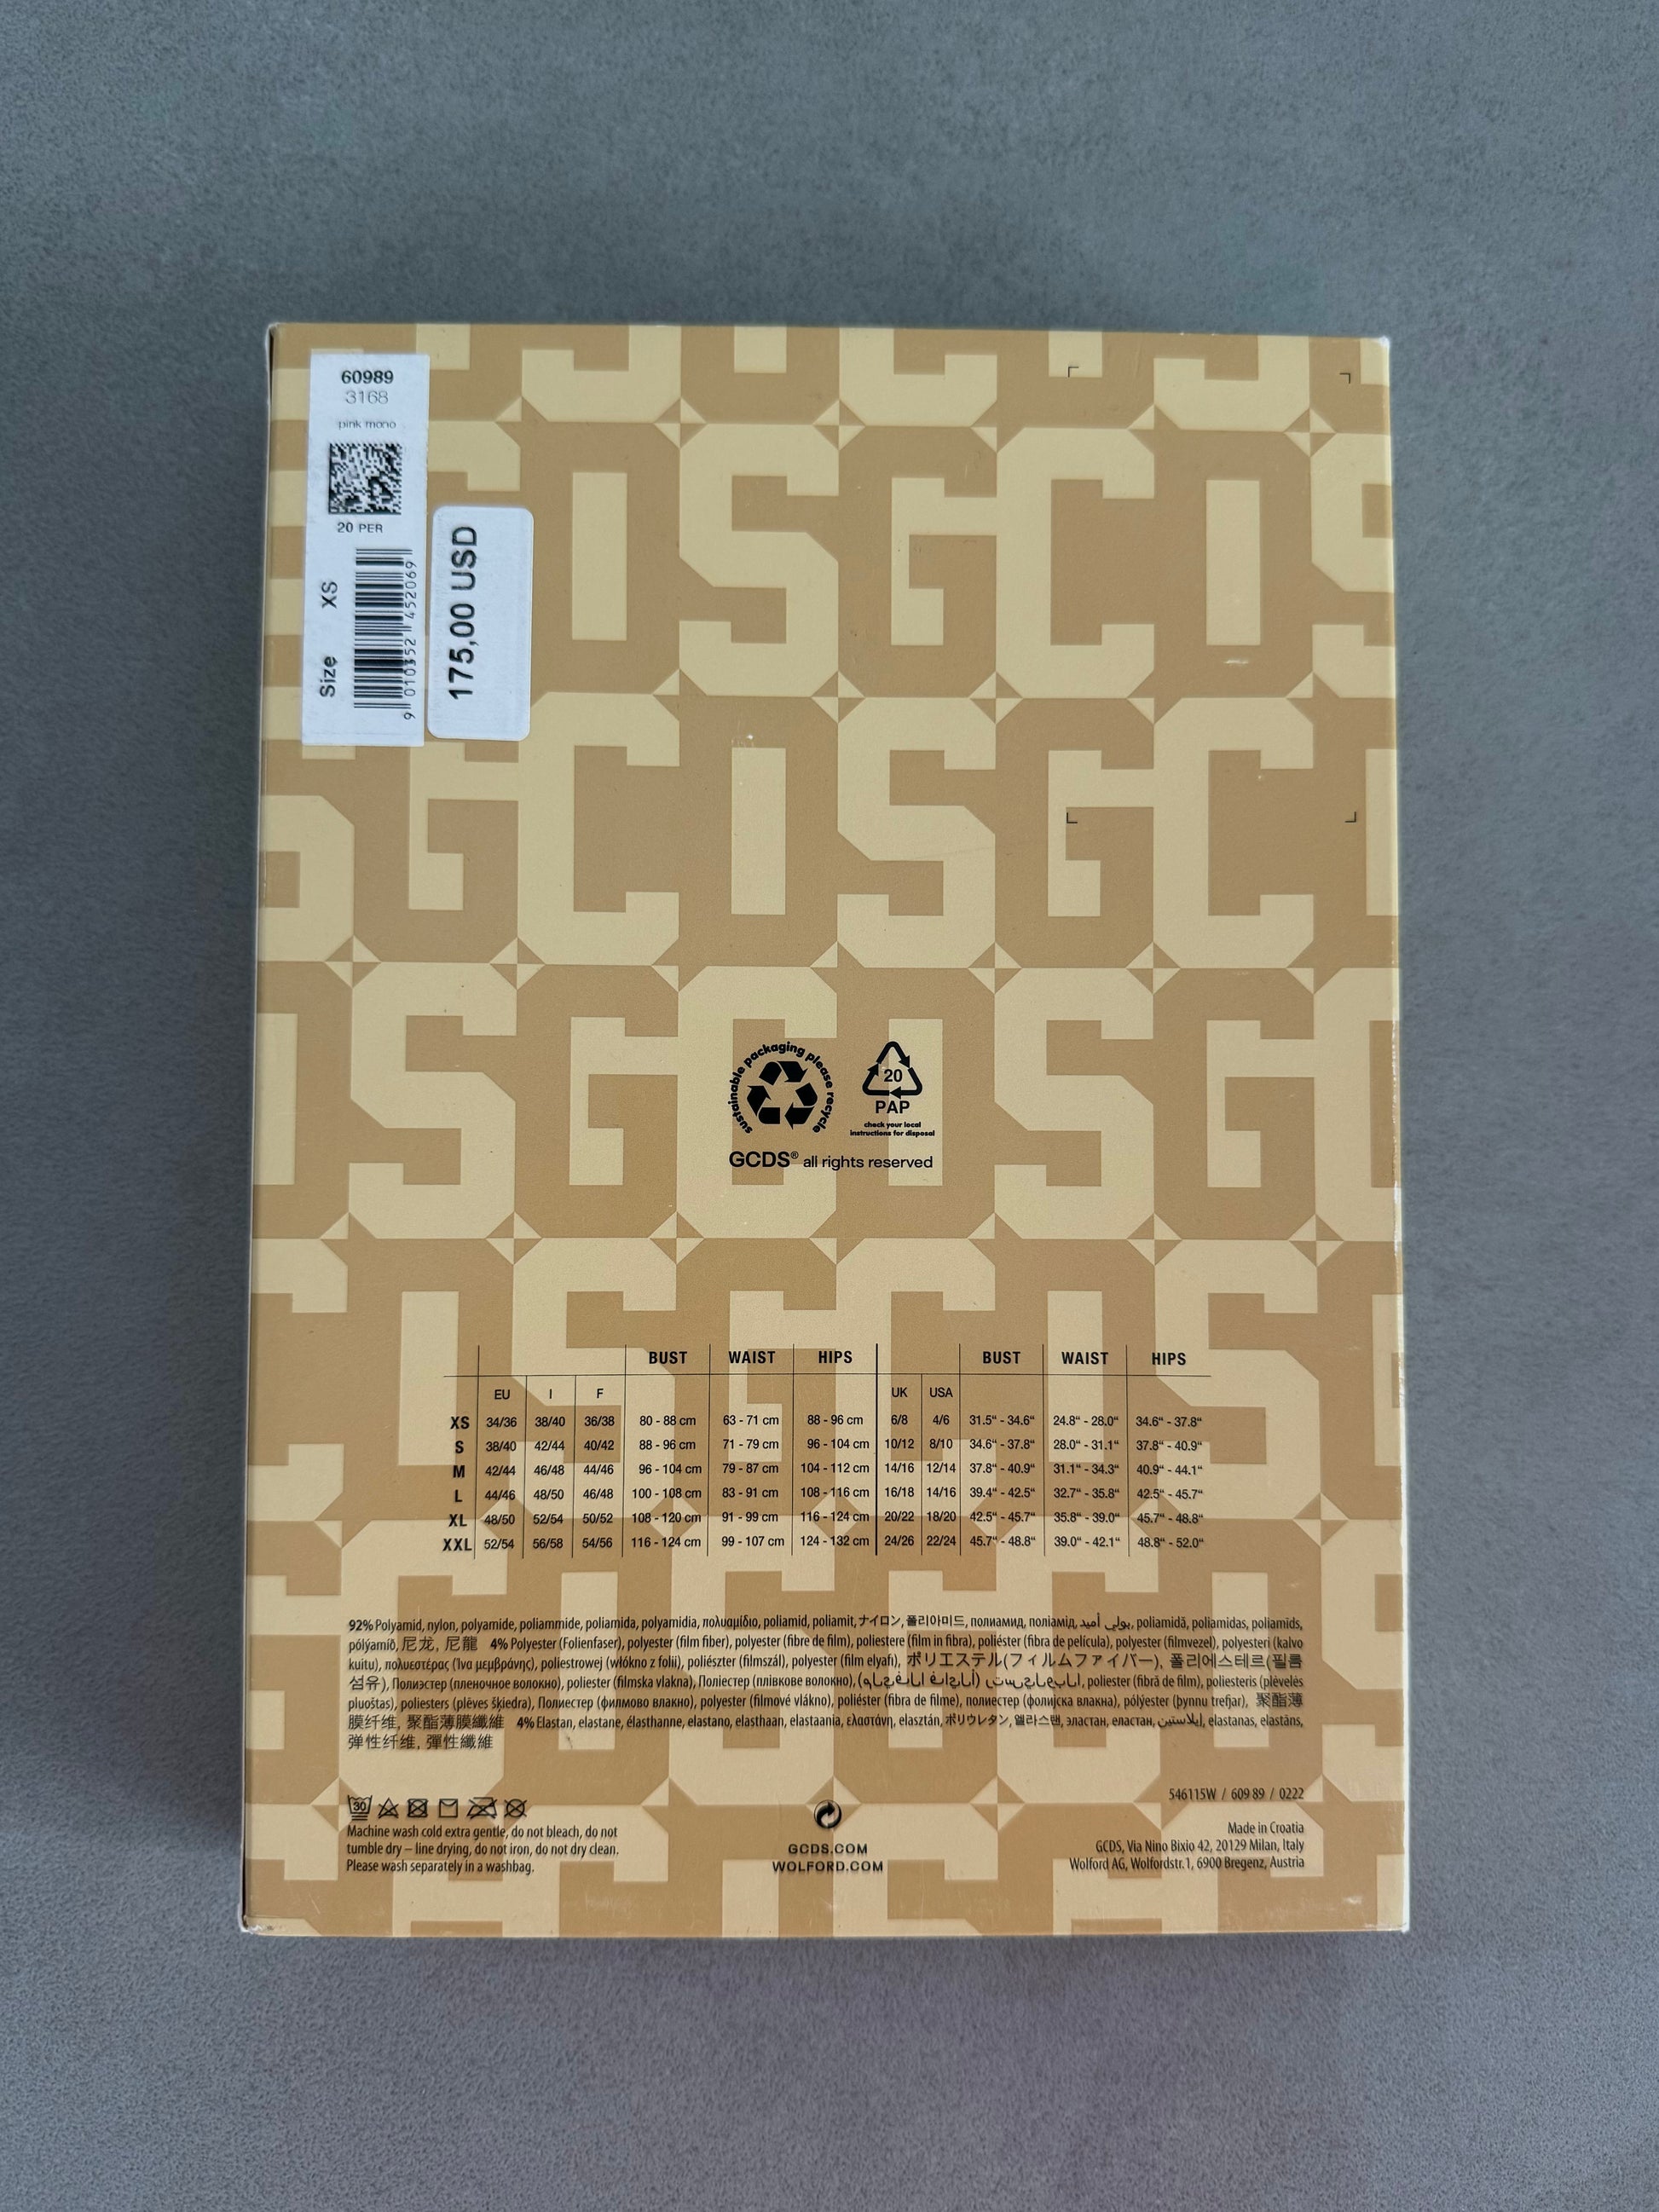 60989
3168
pink mono
20 PER
Size XS
9 010352 452069
175,00 USD
sustainable packaging please recycle
20
PAP
check your local
instructions for disposal
GCDS® all rights reserved
BUST WAIST HIPS BUST WAIST HIPS
EU I F UK USA
XS 34/36 38/40 36/38 80 - 88 cm 63 - 71 cm 88 - 96 cm 6/8 4/6 31.5“ - 34.6“ 24.8“ - 28.0“ 34.6“ - 37.8“
S 38/40 42/44 40/42 88 - 96 cm 71 - 79 cm 96 - 104 cm 10/12 8/10 34.6“ - 37.8“ 28.0“ - 31.1“ 37.8“ - 40.9“
M 42/44 46/48 44/46 96 - 104 cm 79 - 87 cm 104 - 112 cm 14/16 12/14 37.8“ - 40.9“ 31.1“ - 34.3“ 40.9“ - 44.1“
L 44/46 48/50 46/48 100 - 108 cm 83 - 91 cm 108 - 116 cm 16/18 14/16 39.4“ - 42.5“ 32.7“ - 35.8“ 42.5“ - 45.7“
XL 48/50 52/54 50/52 108 - 120 cm 91 - 99 cm 116 - 124 cm 20/22 18/20 42.5“ - 45.7“ 35.8“ - 39.0“ 45.7“ - 48.8“
XXL 52/54 56/58 54/56 116 - 124 cm 99 - 107 cm 124 - 132 cm 24/26 22/24 45.7“ - 48.8“ 39.0“ - 42.1“ 48.8“ - 52.0“
92% Polyamid, nylon, polyamide, poliammide, poliamida, polyamidia, πολυαμίδιο, poliamid, poliamit, ナイロン, 폴리아미드, полиамид, поліамід, بولي أميد, poliamidă, poliamidas, poliamīds,
pólýamíð, 尼龙, 尼龍 4% Polyester (Folienfaser), polyester (film fiber), polyester (fibre de film), poliestere (film in fibra), poliéster (fibra de película), polyester (filmvezel), polyesteri (kalvo
kuitu), πολυεστέρας (Ίνα μεμβράνης), poliestrowej (włókno z folii), poliészter (filmszál), polyester (film elyafı), ポリエステル(フィルムファイバー), 폴리에스테르(필름
섬유), Полиэстер (пленочное волокно), poliester (filmska vlakna), Поліестер (плівкове волокно), poliester (fibră de film), poliesteris (plėvelės
pluoštas), poliesters (plēves šķiedra), Полиестер (филмово влакно), polyester (filmové vlákno), poliéster (fibra de filme), полиестер (фолијска влакна), pólýester (þynnu trefjar), 聚酯薄
膜纤维, 聚酯薄膜纖維 4% Elastan, elastane, élasthanne, elastano, elasthaan, elastaania, ελαστάνη, elasztán, ポリウレタン, 엘라스탠, эластан, еластан, إيلاستين, elastanas, elastāns,
弹性纤维, 彈性纖維
30
546115W / 609 89 / 0222
Machine wash cold extra gentle, do not bleach, do not
tumble dry – line drying, do not iron, do not dry clean.
Please wash separately in a washbag.
GCDS.COM
WOLFORD.COM
Made in Croatia
GCDS, Via Nino Bixio 42, 20129 Milan, Italy
Wolford AG, Wolfordstr.1, 6900 Bregenz, Austria